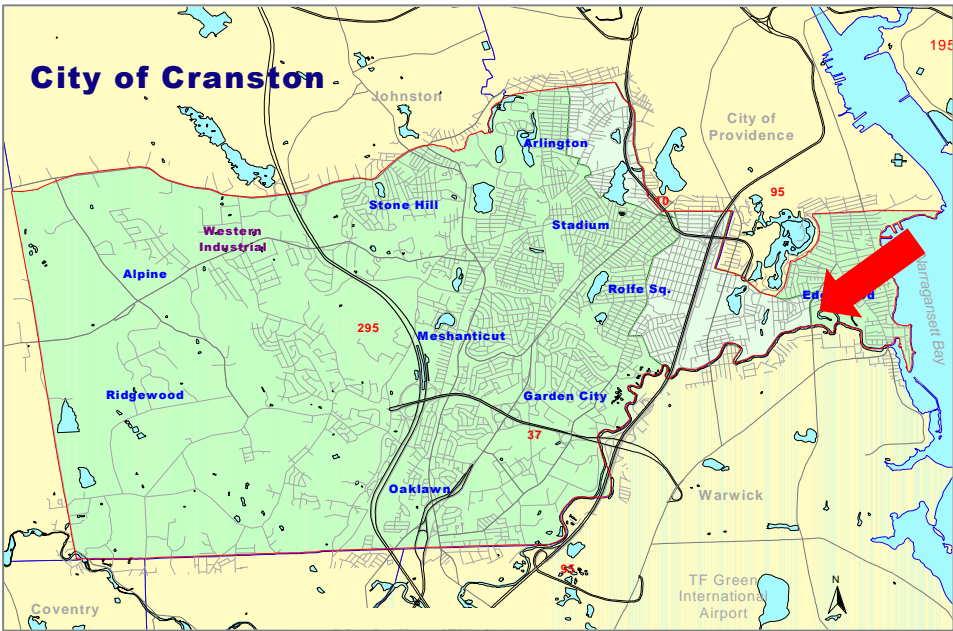 City of Cranston
195
Johnston
City of
Providence
Arlington
95
10
Stone Hill
Stadium
Western
Industrial
Alpine
Narragansett Bay
Rolfe Sq.
295
Meshanticut
Ridgewood
Garden City
37
Oaklawn
Warwick
95
TF Green
International
Airport
N
Coventry